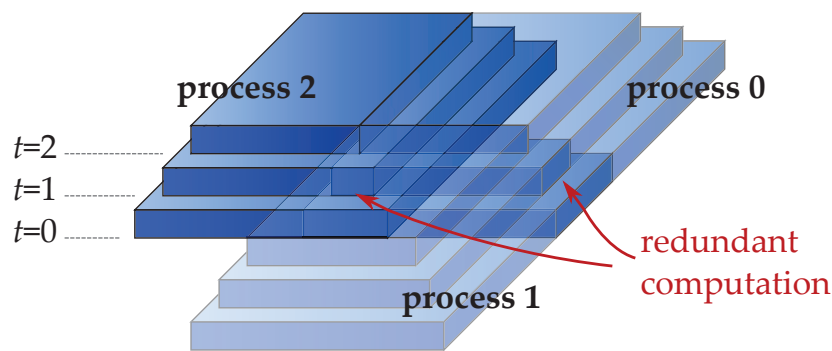 process 2
process 0
t=2
t=1
t=0
redundant
computation
process 1